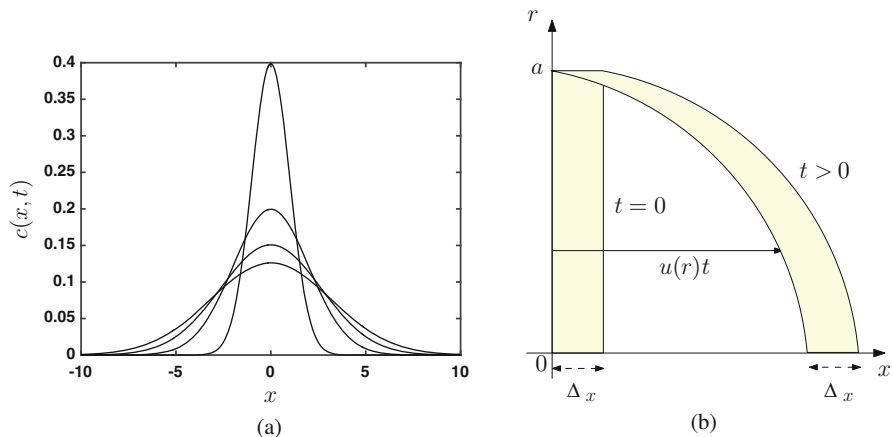 0.4
0.35
0.3
0.25
0.2
0.15
0.1
0.05
0
c(x, t)
-10 -5 0 5 10
x
(a)
r
a
t > 0
t = 0
u(r)t
0
x
Δ x Δ x
(b)